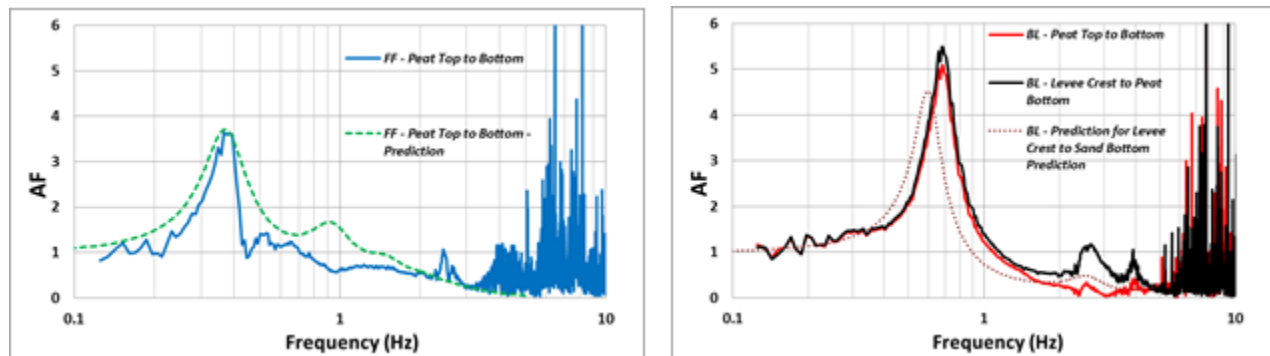 6
5
4
3
2
1
0
AF
0.1
1
10
Frequency (Hz)
FF - Peat Top to Bottom
FF - Peat Top to Bottom -
Prediction
6
5
4
3
2
1
0
AF
0.1
1
10
Frequency (Hz)
BL - Peat Top to Bottom
BL - Levee Crest to Peat
Bottom
BL - Prediction for Levee
Crest to Sand Bottom
Prediction